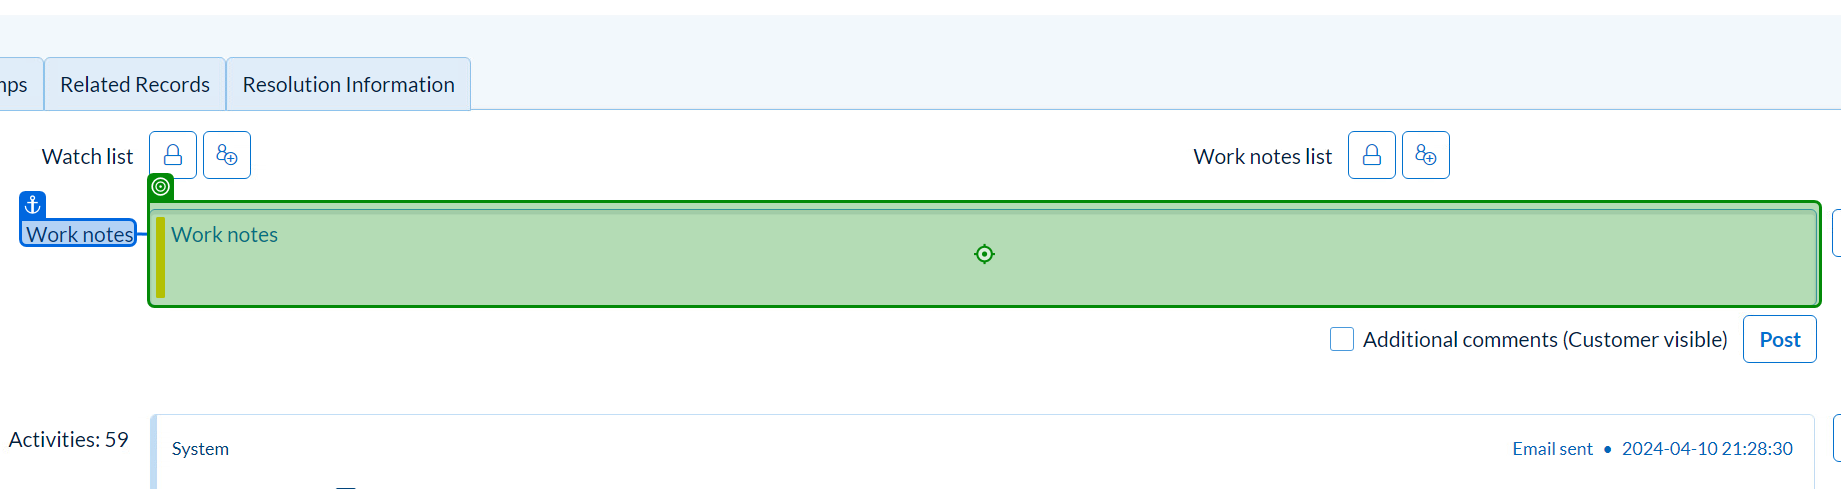 Related Records
Resolution Information
Watch list
Work notes list
Work notes
Work notes
Additional comments (Customer visible)
Post
Activities: 59
System
Email sent • 2024-04-10 21:28:30